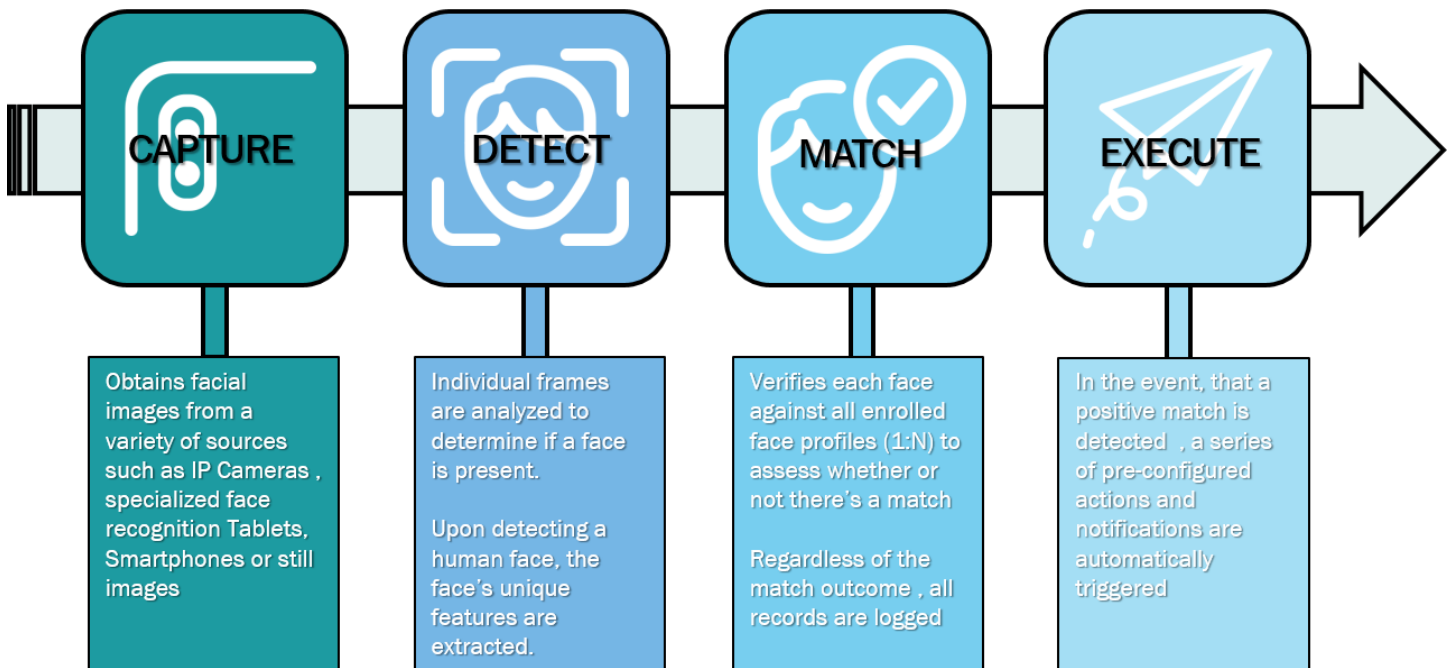 CAPTURE
DETECT
MATCH
EXECUTE
Obtains facial
images from a
variety of sources
such as IP Cameras ,
specialized face
recognition Tablets,
Smartphones or still
images
Individual frames
are analyzed to
determine if a face
is present.
Upon detecting a
human face, the
face’s unique
features are
extracted.
Verifies each face
against all enrolled
face profiles (1:N) to
assess whether or
not there’s a match
Regardless of the
match outcome , all
records are logged
In the event, that a
positive match is
detected , a series
of pre-configured
actions and
notifications are
automatically
triggered